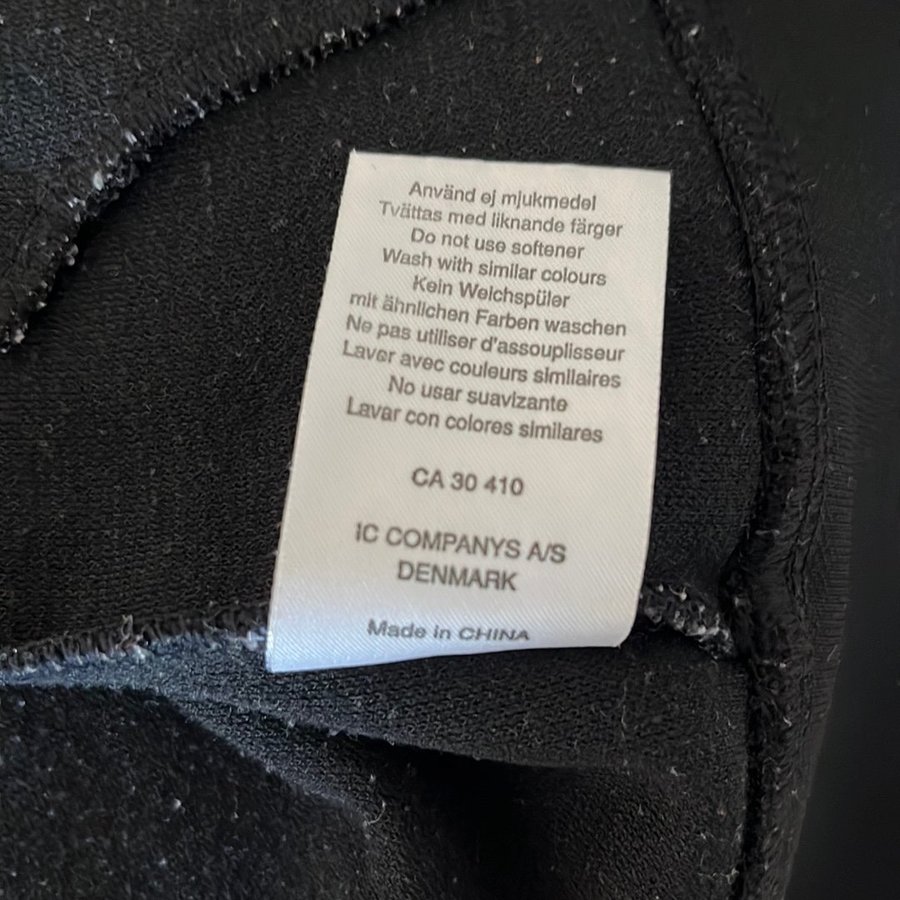 Använd ej mjukmedel
Tvättas med liknande färger
Do not use softener
Wash with similar colours
Kein Weichspüler
mit ähnlichen Farben waschen
Ne pas utiliser d'assouplisseur
Laver avec couleurs similaires
No usar suavizante
Lavar con colores similares
CA 30 410
IC COMPANYS A/S
DENMARK
Made in CHINA